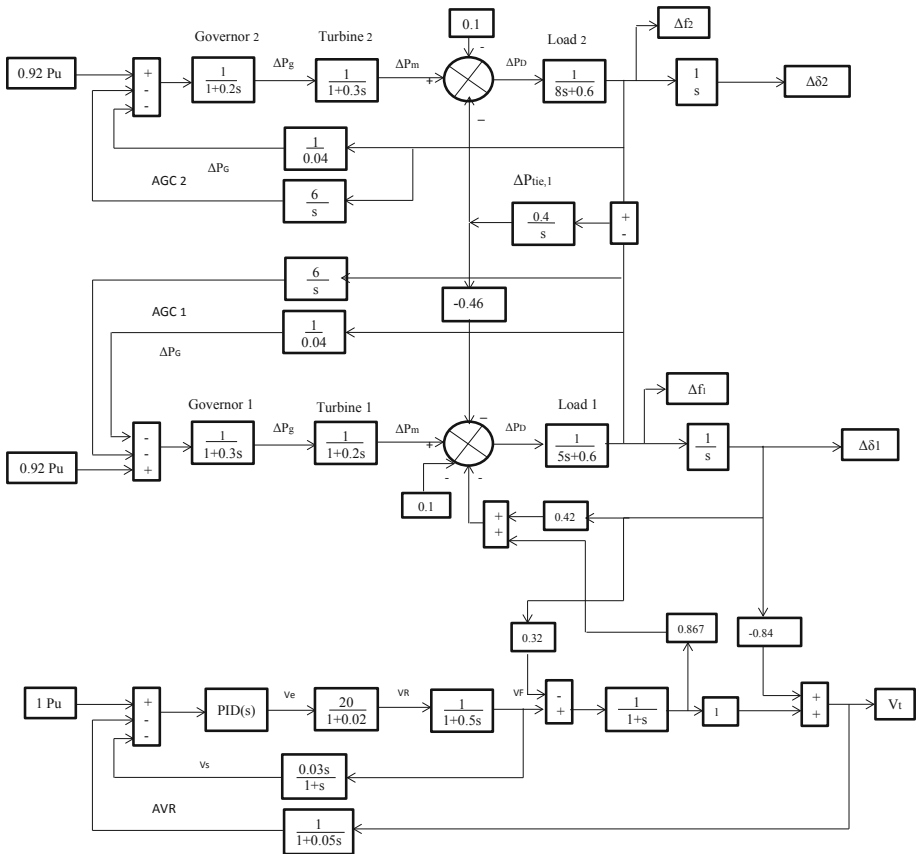 0.1
Governor 2
Turbine 2
Load 2
Δf2
0.92 Pu
+
-
-
1
1+0.2s
ΔPg
1
1+0.3s
ΔPm
+
-
ΔPD
1
8s+0.6
1
s
Δδ2
–
1
0.04
ΔPG
AGC 2
6
s
ΔPtie,1
0.4
s
+
-
6
s
-0.46
AGC 1
1
0.04
ΔPG
Governor 1
Turbine 1
Load 1
Δf1
–
0.92 Pu
-
-
+
1
1+0.3s
ΔPg
1
1+0.2s
ΔPm
+
ΔPD
1
5s+0.6
1
s
Δδ1
-
-
0.1
+
+
0.42
0.32
0.867
-0.84
1 Pu
+
-
-
PID(s)
Ve
20
1+0.02
VR
1
1+0.5s
VF
-
+
1
1+s
1
+
+
Vt
Vs
0.03s
1+s
AVR
1
1+0.05s